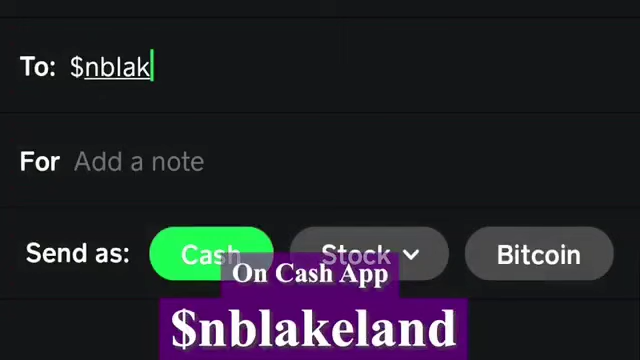 To: $nblak
For Add a note
Send as: Cash Stock Bitcoin
On Cash App
$nblakeland